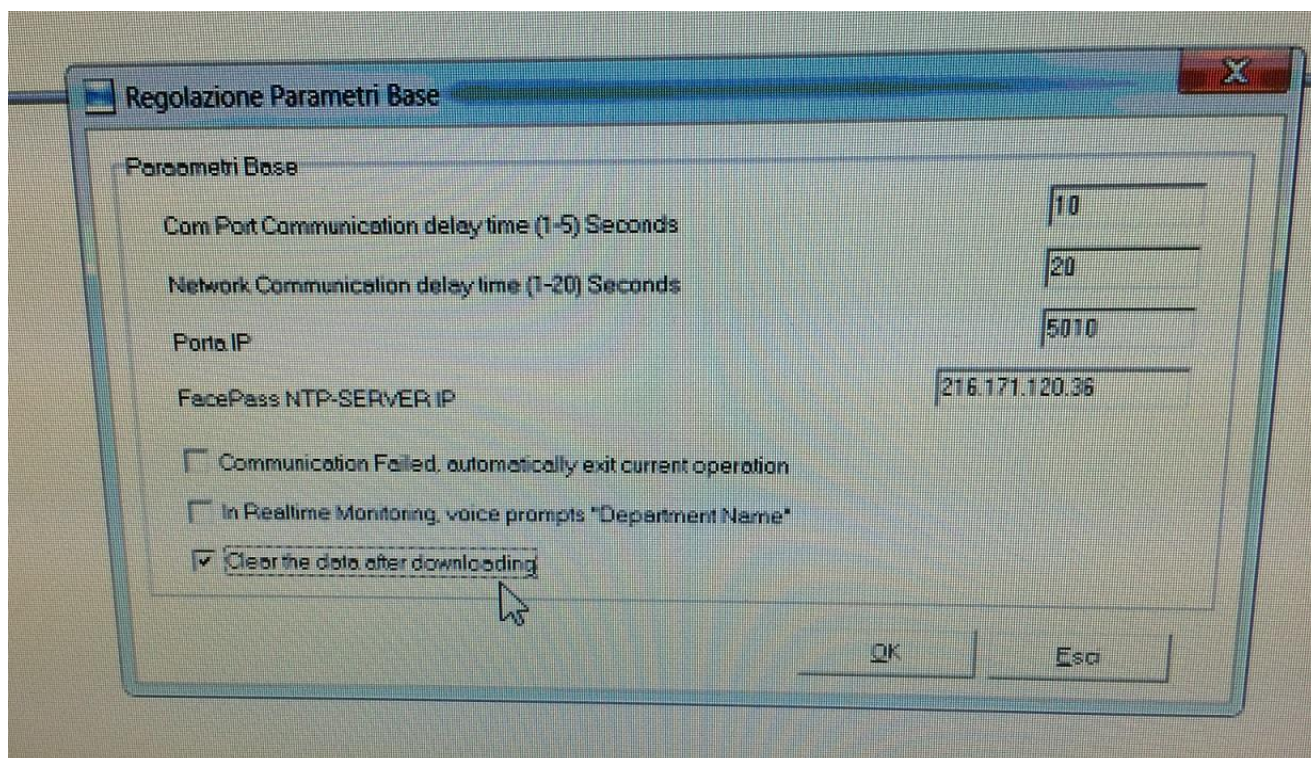 Regolazione Parametri Base
Paraometri Base
Com Port Communication delay time (1-5) Seconds
10
Network Communication delay time (1-20) Seconds
20
Porta IP
5010
FacePass NTP-SERVER IP
216.171.120.36
Communication Failed, automatically exit current operation
In Realtime Monitoring, voice prompts "Department Name"
Clear the data after downloading
OK
Esci